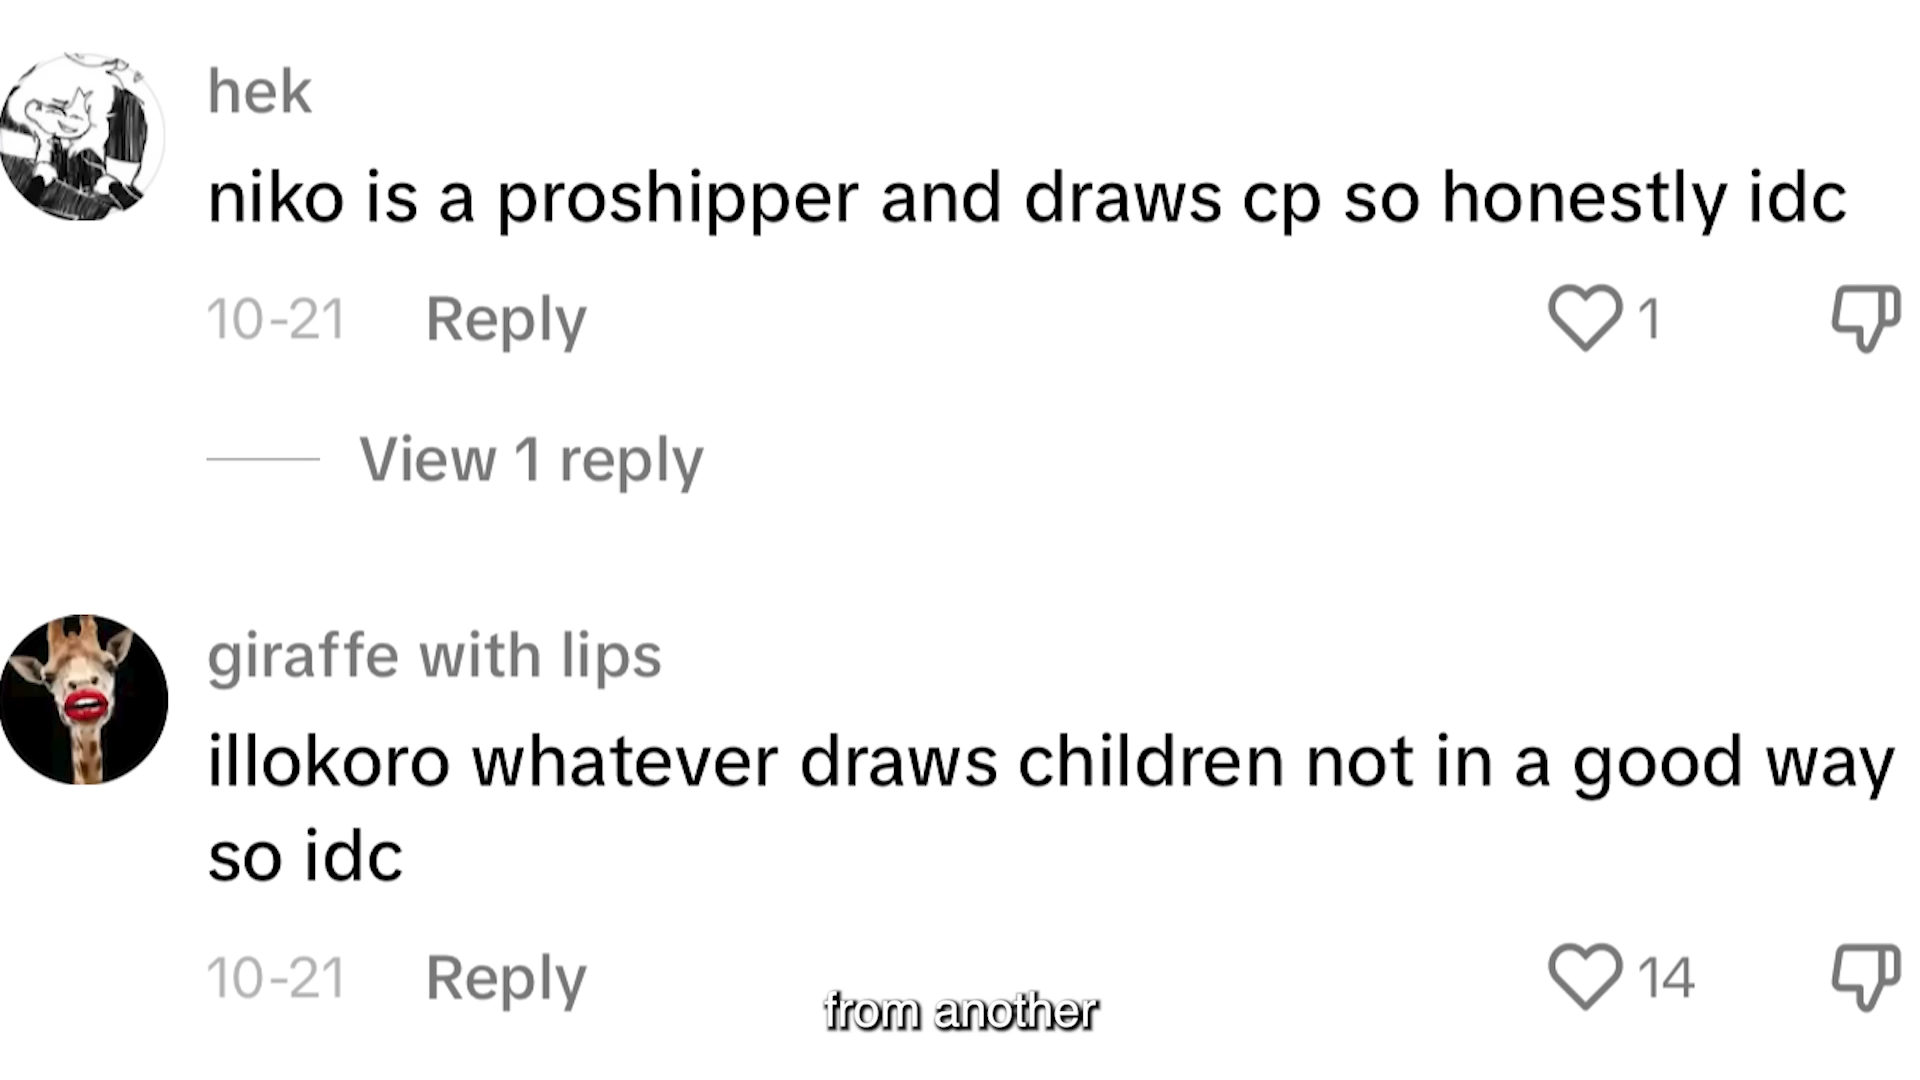 hek
niko is a proshipper and draws cp so honestly idc
10-21 Reply 1
View 1 reply
giraffe with lips
illokoro whatever draws children not in a good way
so idc
10-21 Reply 14
from another